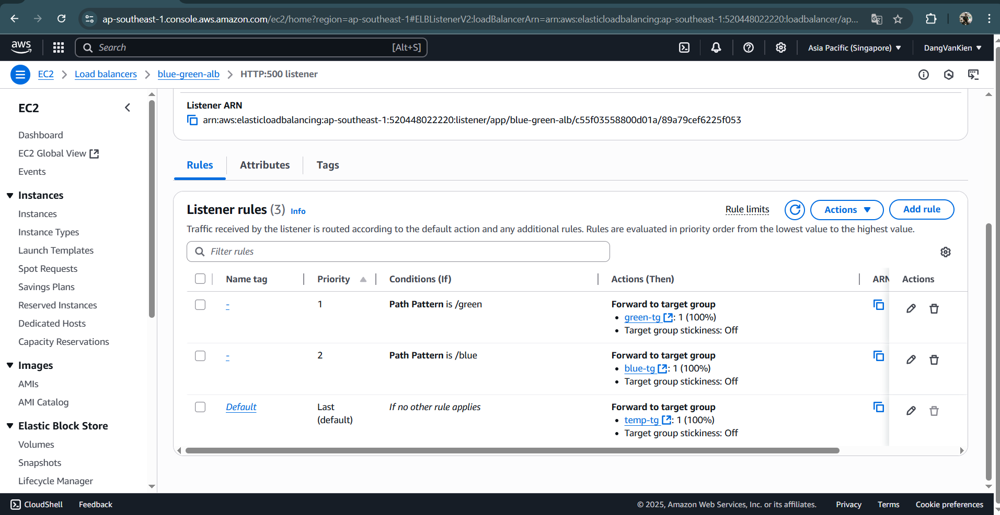 ap-southeast-1.console.aws.amazon.com/ec2/home?region=ap-southeast-1#ELBListenerV2:loadBalancerArn=arn:aws:elasticloadbalancing:ap-southeast-1:520448022220:loadbalancer/ap...
aws
Search
[Alt+S]
Asia Pacific (Singapore)
DangVanKien
EC2
Load balancers
blue-green-alb
HTTP:500 listener
EC2
Dashboard
EC2 Global View
Events
Instances
Instances
Instance Types
Launch Templates
Spot Requests
Savings Plans
Reserved Instances
Dedicated Hosts
Capacity Reservations
Images
AMIs
AMI Catalog
Elastic Block Store
Volumes
Snapshots
Lifecycle Manager
Listener ARN
arn:aws:elasticloadbalancing:ap-southeast-1:520448022220:listener/app/blue-green-alb/c55f03558800d01a/89a79cef6225f053
Rules
Attributes
Tags
Listener rules (3) Info
Rule limits
Actions
Add rule
Traffic received by the listener is routed according to the default action and any additional rules. Rules are evaluated in priority order from the lowest value to the highest value.
Filter rules
Name tag
Priority
Conditions (If)
Actions (Then)
ARN
Actions
-
1
Path Pattern is /green
Forward to target group
• green-tg : 1 (100%)
• Target group stickiness: Off
-
2
Path Pattern is /blue
Forward to target group
• blue-tg : 1 (100%)
• Target group stickiness: Off
Default
Last
(default)
If no other rule applies
Forward to target group
• temp-tg : 1 (100%)
• Target group stickiness: Off
CloudShell
Feedback
© 2025, Amazon Web Services, Inc. or its affiliates.
Privacy
Terms
Cookie preferences